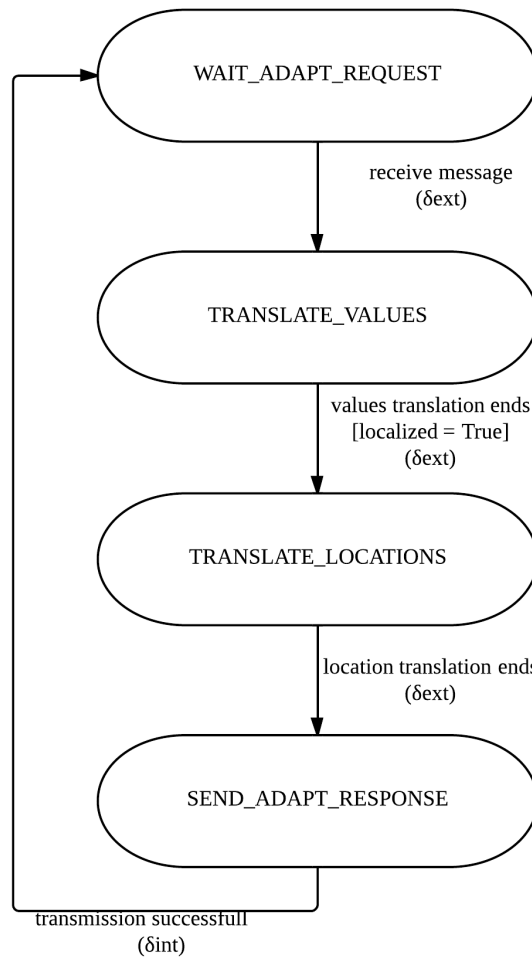 WAIT_ADAPT_REQUEST
receive message
(δext)
TRANSLATE_VALUES
values translation ends
[localized = True]
(δext)
TRANSLATE_LOCATIONS
location translation ends
(δext)
SEND_ADAPT_RESPONSE
transmission successfull
(δint)